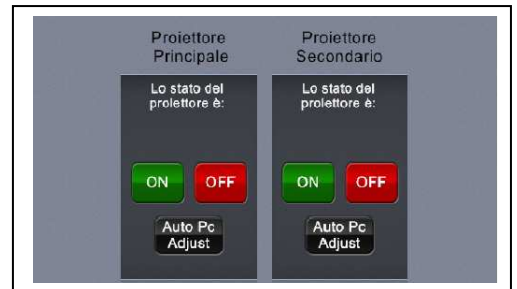 Proiettore
Principale
Lo stato del
proiettore è:
ON OFF
Auto Pc
Adjust
Proiettore
Secondario
Lo stato del
proiettore è:
ON OFF
Auto Pc
Adjust